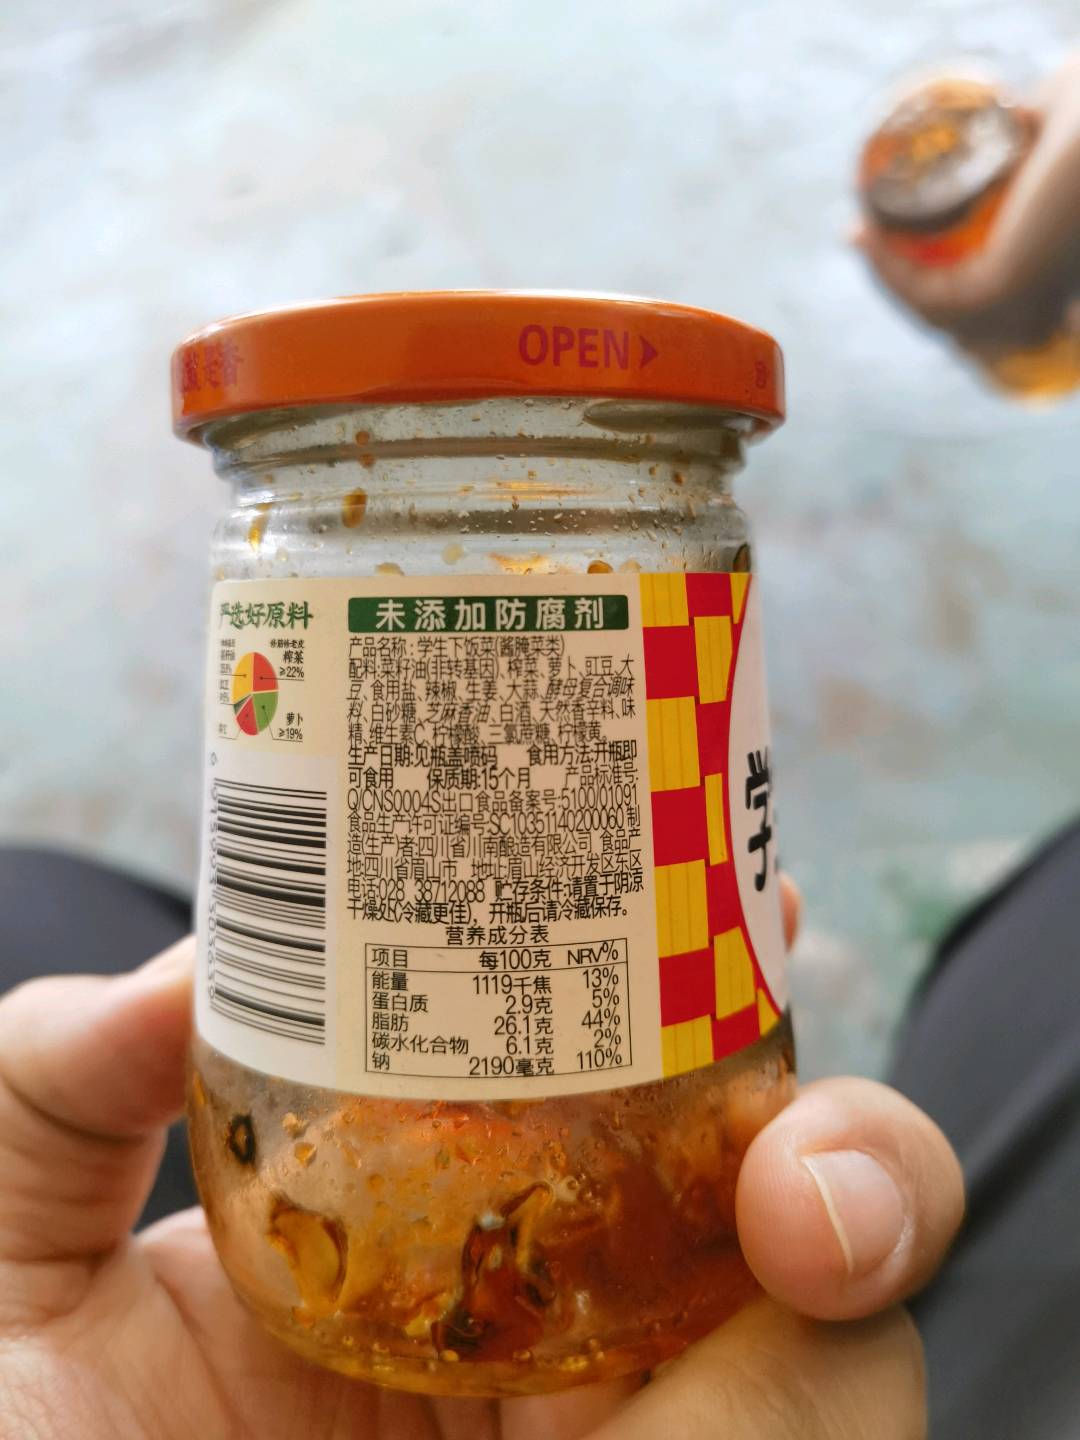 OPEN
严选好原料
榨菜
≥22%
萝卜
≥19%
未添加防腐剂
产品名称:学生下饭菜(酱腌菜类)
配料:菜籽油(非转基因)、榨菜、萝卜、豇豆、大
豆、食用盐、辣椒、生姜、大蒜、酵母复合调味
料、白砂糖、芝麻香油、白酒、天然香辛料、味
精、维生素C、柠檬酸、三氯蔗糖、柠檬黄。
生产日期:见瓶盖喷码 食用方法:开瓶即
可食用 保质期:15个月 产品标准号:
Q/CNS0004S出口食品备案号:5100/01091
食品生产许可证编号:SC10351140200060 制
造(生产)者:四川省川南酿造有限公司 食品产
地:四川省眉山市 地址:眉山经济开发区东区
电话:028 38712088 贮存条件:请置于阴凉
干燥处(冷藏更佳),开瓶后请冷藏保存。
营养成分表
项目 每100克 NRV%
能量 1119千焦 13%
蛋白质 2.9克 5%
脂肪 26.1克 44%
碳水化合物 6.1克 2%
钠 2190毫克 110%
学